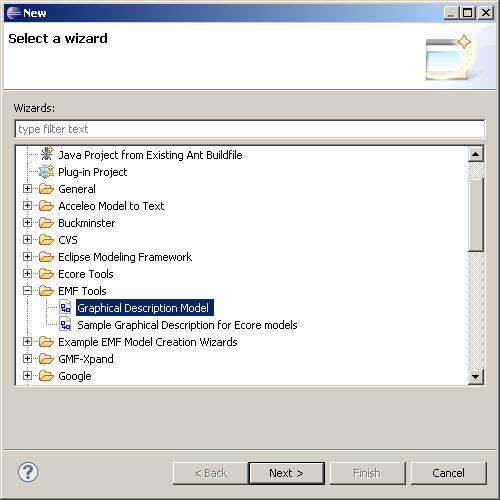 New
Select a wizard
Wizards:
type filter text
Java Project from Existing Ant Buildfile
Plug-in Project
General
Acceleo Model to Text
Buckminster
CVS
Eclipse Modeling Framework
Ecore Tools
EMF Tools
Graphical Description Model
Sample Graphical Description for Ecore models
Example EMF Model Creation Wizards
GMF-Xpand
Google
? < Back Next > Finish Cancel